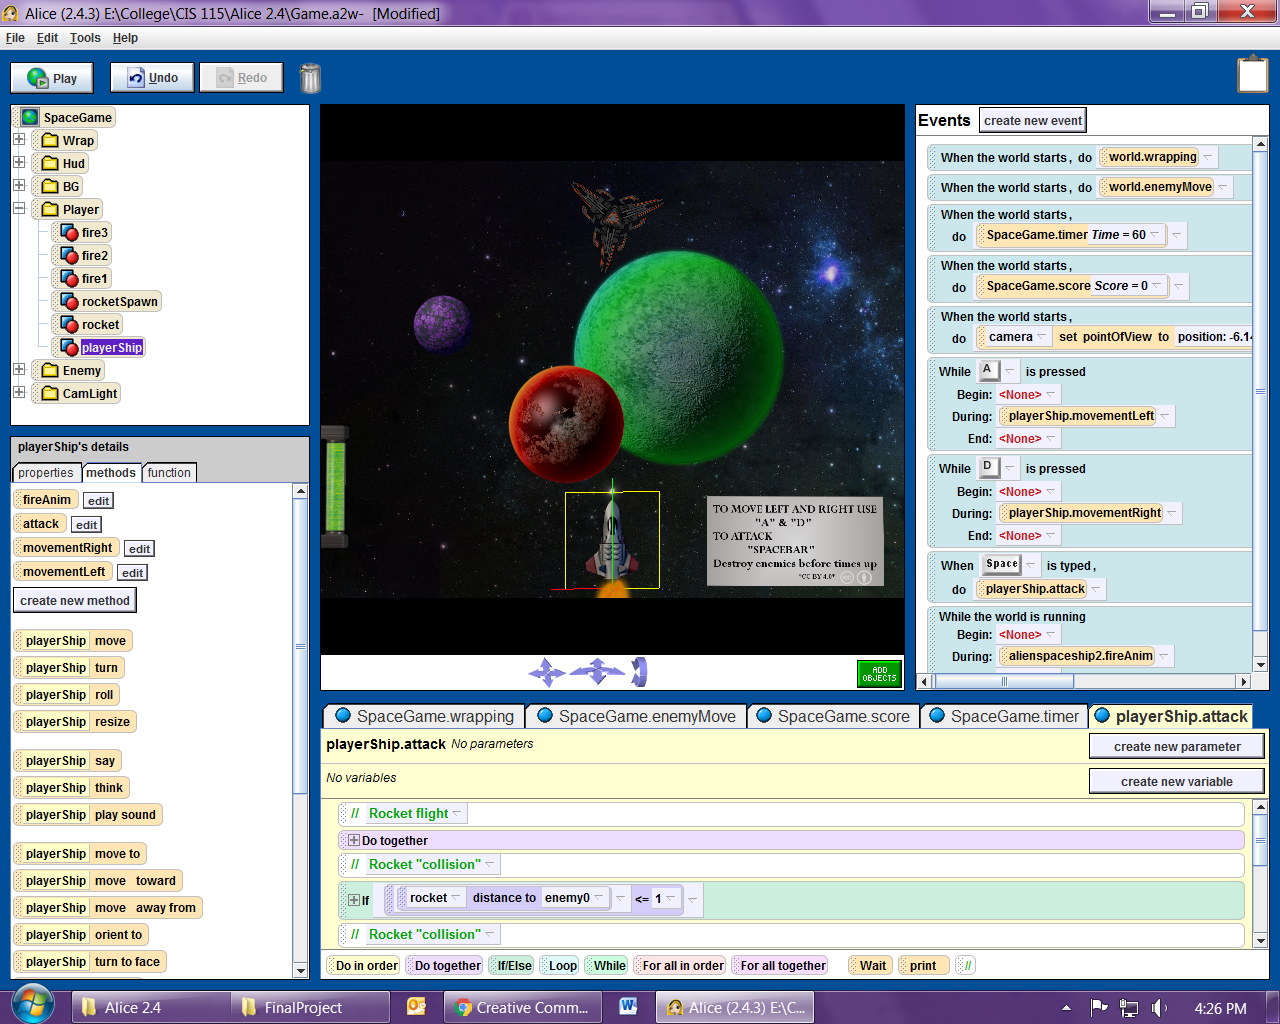 Alice (2.4.3) E:\College\CIS 115\Alice 2.4\Game.a2w- [Modified]
File Edit Tools Help
Play Undo Redo
SpaceGame
Wrap
Hud
BG
Player
fire3
fire2
fire1
rocketSpawn
rocket
playerShip
Enemy
CamLight
playerShip's details
properties methods function
fireAnim edit
attack edit
movementRight edit
movementLeft edit
create new method
playerShip move
playerShip turn
playerShip roll
playerShip resize
playerShip say
playerShip think
playerShip play sound
playerShip move to
playerShip move toward
playerShip move away from
playerShip orient to
playerShip turn to face
TO MOVE LEFT AND RIGHT USE
"A" & "D"
TO ATTACK
"SPACEBAR"
Destroy enemies before times up
"CC BY 4.0"
ADD
OBJECTS
Events create new event
When the world starts, do world.wrapping
When the world starts, do world.enemyMove
When the world starts,
do SpaceGame.timer Time = 60
When the world starts,
do SpaceGame.score Score = 0
When the world starts,
do camera set pointOfView to position: -6.14
While A is pressed
Begin: <None>
During: playerShip.movementLeft
End: <None>
While D is pressed
Begin: <None>
During: playerShip.movementRight
End: <None>
When Space is typed,
do playerShip.attack
While the world is running
Begin: <None>
During: alienspaceship2.fireAnim
SpaceGame.wrapping SpaceGame.enemyMove SpaceGame.score SpaceGame.timer playerShip.attack
playerShip.attack No parameters create new parameter
No variables create new variable
// Rocket flight
Do together
// Rocket "collision"
If rocket distance to enemy0 <= 1
// Rocket "collision"
Do in order Do together If/Else Loop While For all in order For all together Wait print //
Alice 2.4 FinalProject Creative Comm... Alice (2.4.3) E:\C... 4:26 PM